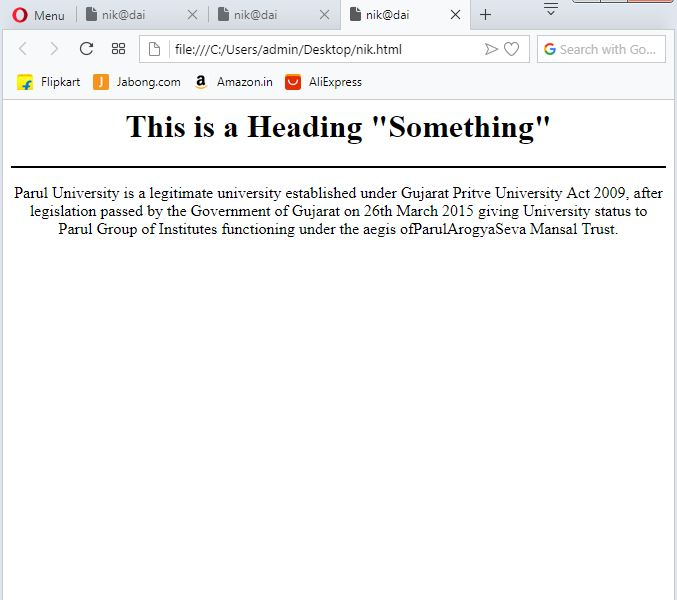 Menu nik@dai nik@dai nik@dai
file:///C:/Users/admin/Desktop/nik.html Search with Go...
Flipkart Jabong.com Amazon.in AliExpress
This is a Heading "Something"
Parul University is a legitimate university established under Gujarat Pritve University Act 2009, after
legislation passed by the Government of Gujarat on 26th March 2015 giving University status to
Parul Group of Institutes functioning under the aegis ofParulArogyaSeva Mansal Trust.